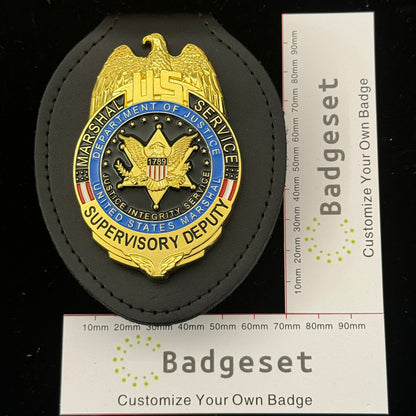 U.S.
MARSHAL SERVICE
DEPARTMENT OF JUSTICE
1789
JUSTICE INTEGRITY SERVICE
UNITED STATES MARSHAL
SUPERVISORY DEPUTY
10mm 20mm 30mm 40mm 50mm 60mm 70mm 80mm 90mm
Badgeset
Customize Your Own Badge
10mm 20mm 30mm 40mm 50mm 60mm 70mm 80mm 90mm
Badgeset
Customize Your Own Badge